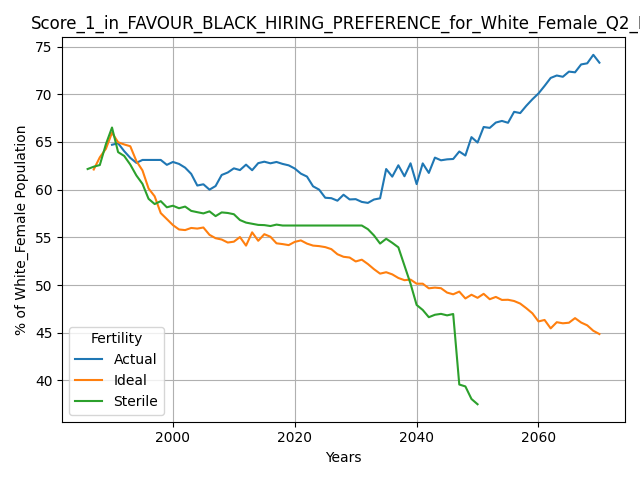 Score_1_in_FAVOUR_BLACK_HIRING_PREFERENCE_for_White_Female_Q2_
% of White_Female Population
75
70
65
60
55
50
45
40
Fertility
Actual
Ideal
Sterile
2000
2020
2040
2060
Years